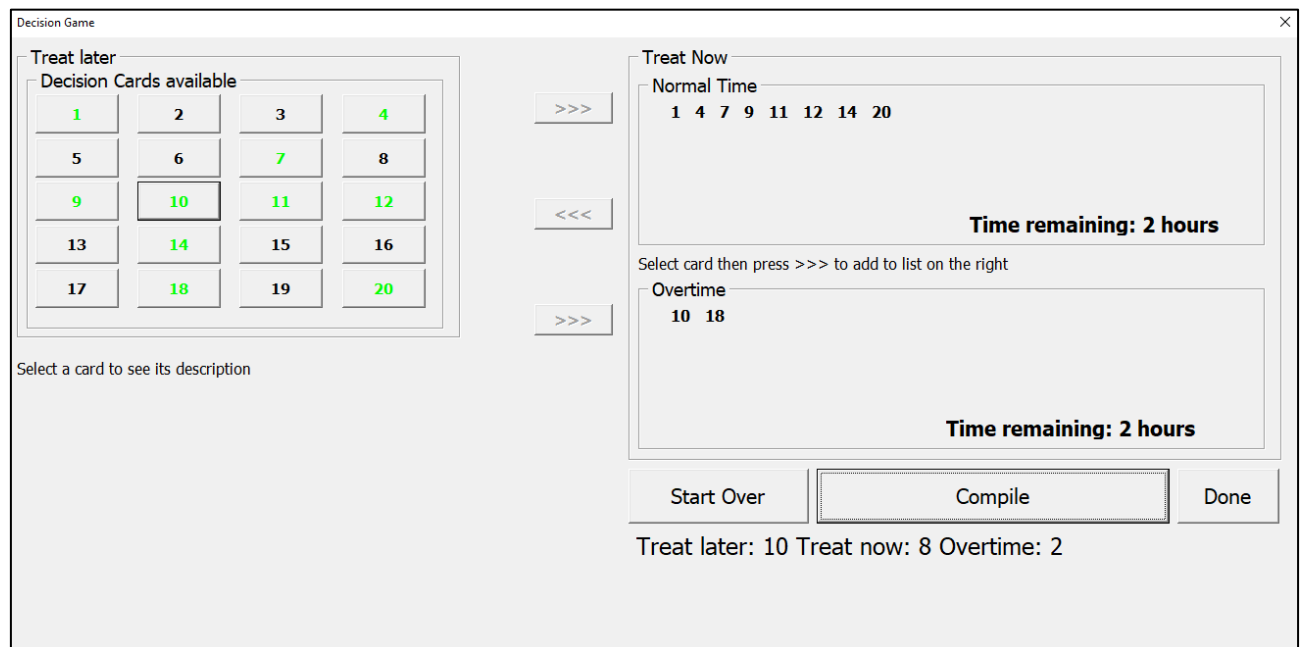 Decision Game
Treat later
Decision Cards available
1 2 3 4
5 6 7 8
9 10 11 12
13 14 15 16
17 18 19 20
Select a card to see its description
>>>
<<<
>>>
Treat Now
Normal Time
1 4 7 9 11 12 14 20
Time remaining: 2 hours
Select card then press >>> to add to list on the right
Overtime
10 18
Time remaining: 2 hours
Start Over Compile Done
Treat later: 10 Treat now: 8 Overtime: 2